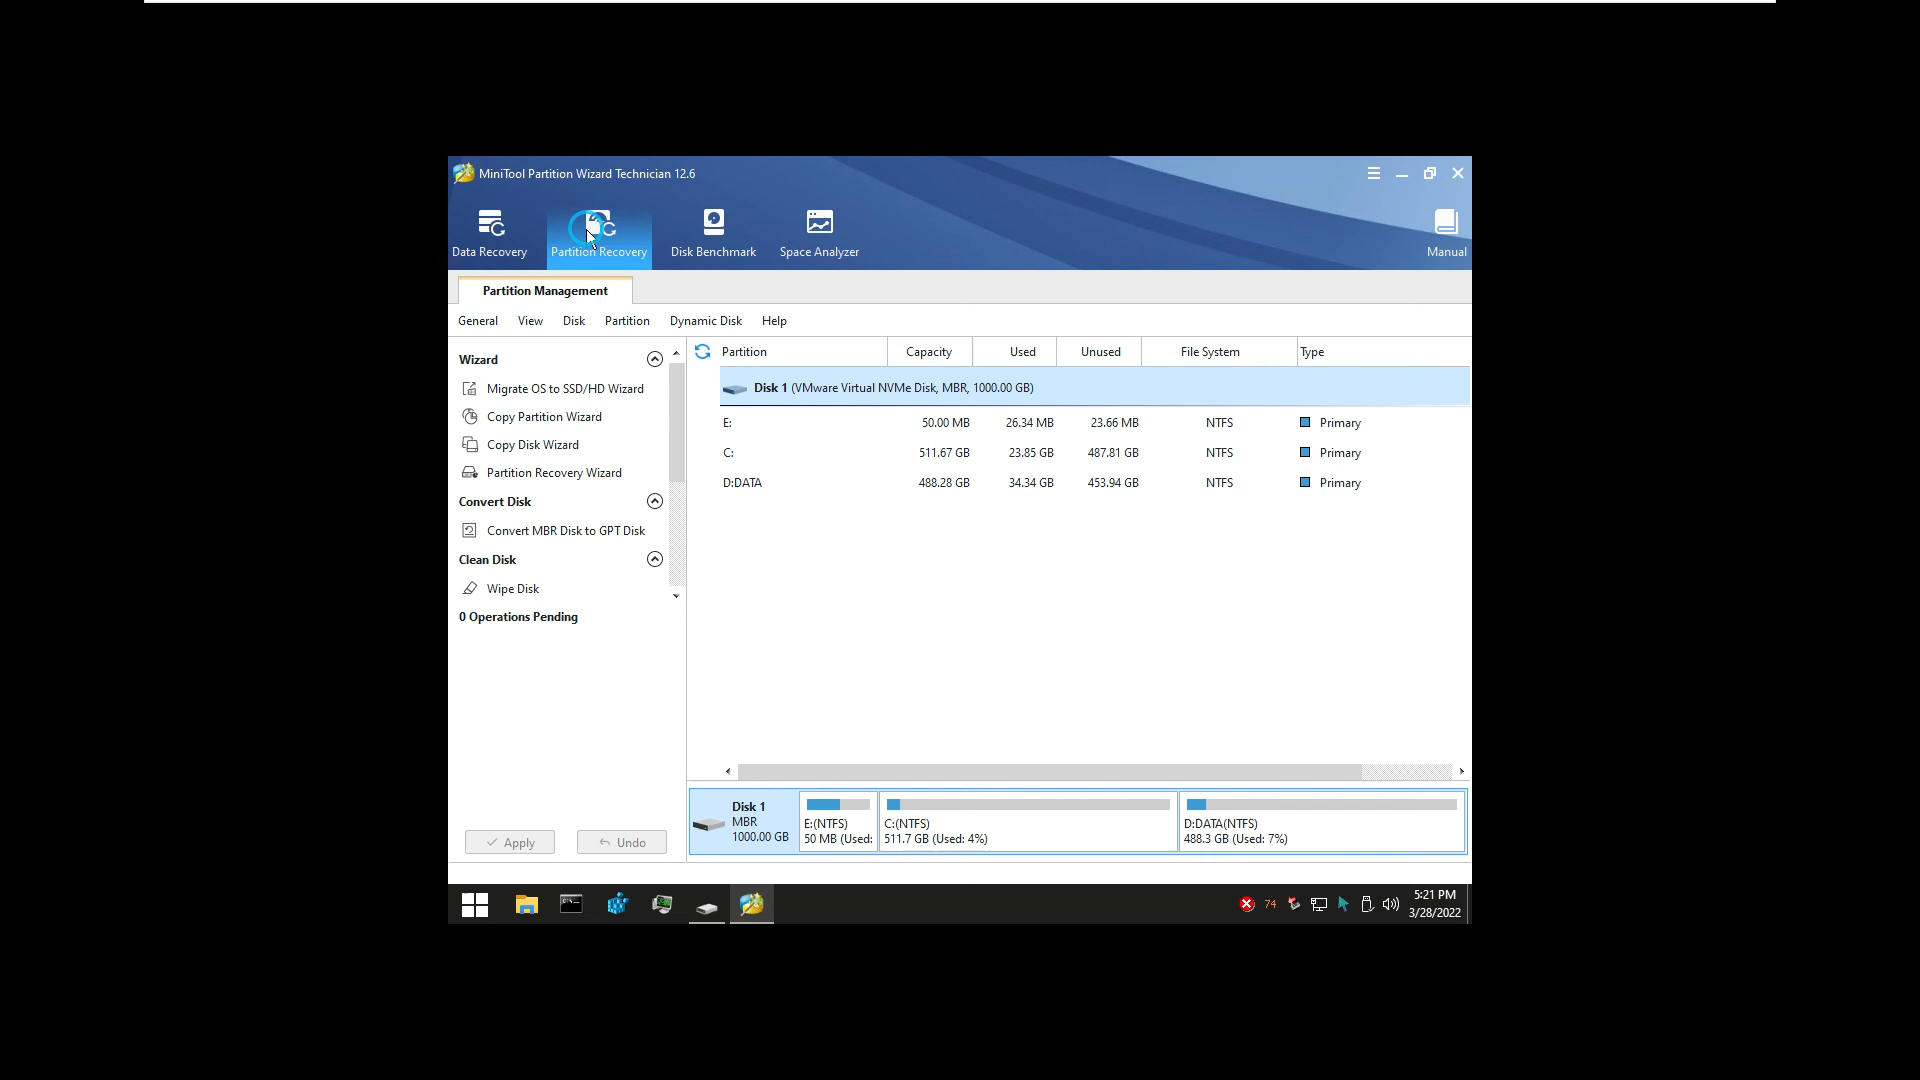 MiniTool Partition Wizard Technician 12.6
Data Recovery
Partition Recovery
Disk Benchmark
Space Analyzer
Manual
Partition Management
General View Disk Partition Dynamic Disk Help
Wizard
Migrate OS to SSD/HD Wizard
Copy Partition Wizard
Copy Disk Wizard
Partition Recovery Wizard
Convert Disk
Convert MBR Disk to GPT Disk
Clean Disk
Wipe Disk
0 Operations Pending
Apply
Undo
Partition Capacity Used Unused File System Type
Disk 1 (VMware Virtual NVMe Disk, MBR, 1000.00 GB)
E: 50.00 MB 26.34 MB 23.66 MB NTFS Primary
C: 511.67 GB 23.85 GB 487.81 GB NTFS Primary
D:DATA 488.28 GB 34.34 GB 453.94 GB NTFS Primary
Disk 1
MBR
1000.00 GB
E:(NTFS)
50 MB (Used:
C:(NTFS)
511.7 GB (Used: 4%)
D:DATA(NTFS)
488.3 GB (Used: 7%)
74
5:21 PM
3/28/2022